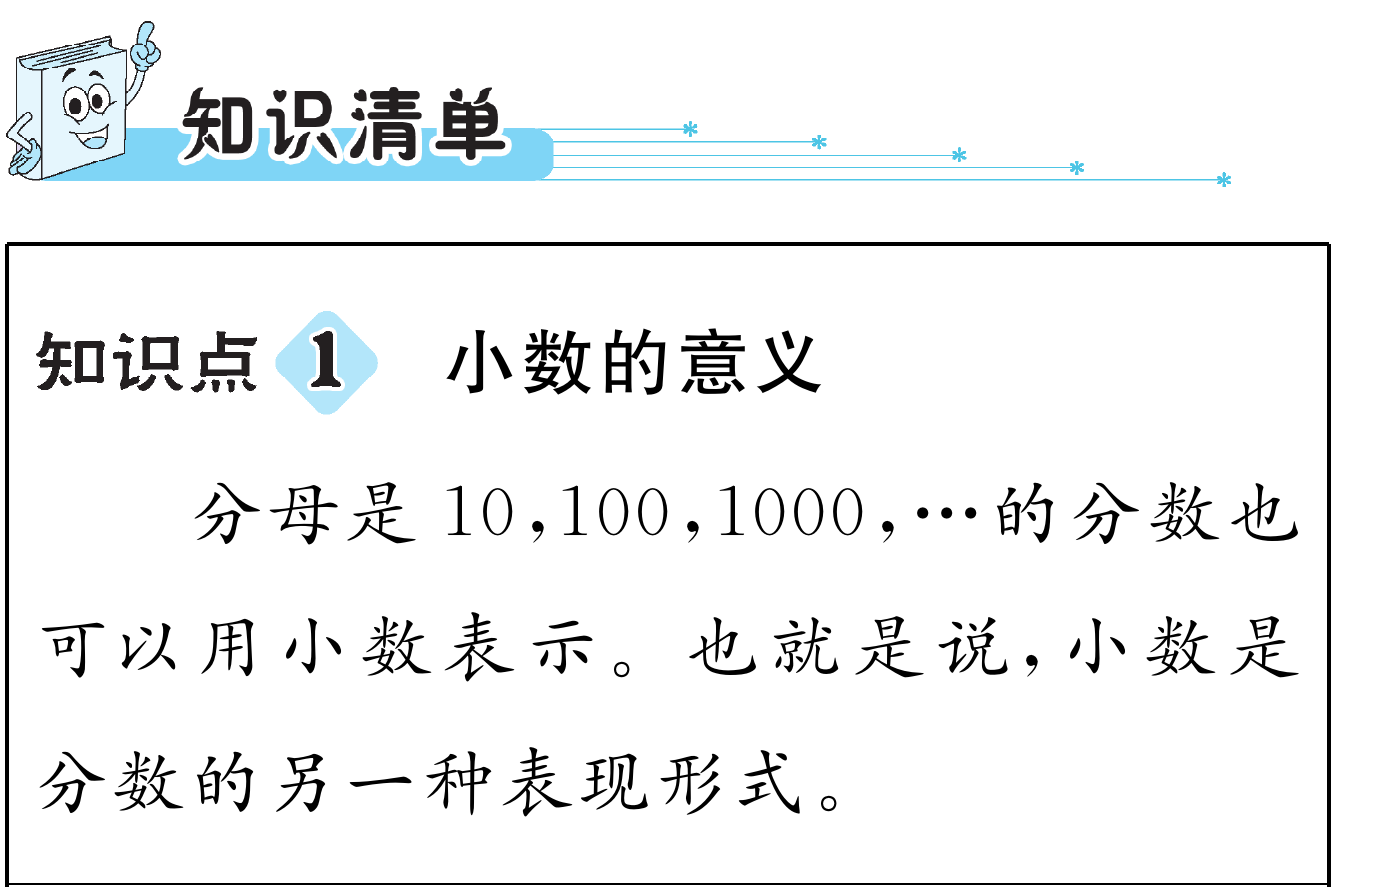 知识清单
知识点 1 小数的意义
分母是 10,100,1000,…的分数也
可以用小数表示。也就是说,小数是
分数的另一种表现形式。